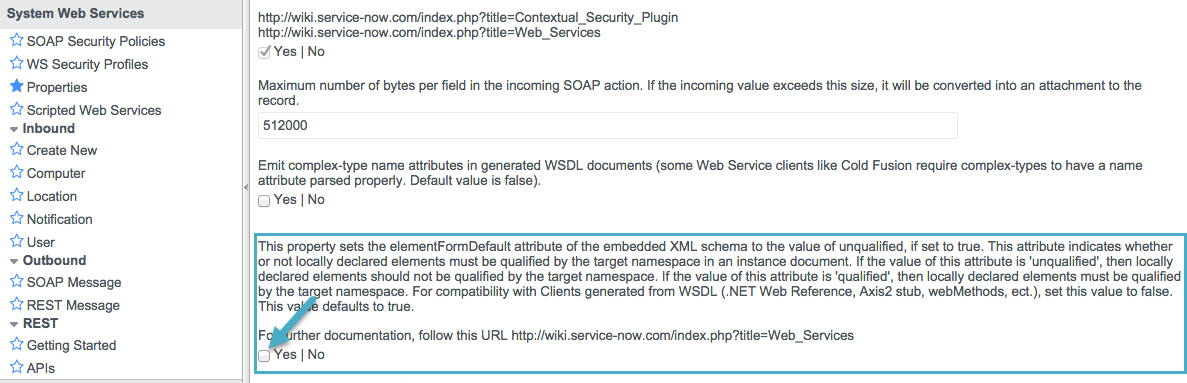 System Web Services
SOAP Security Policies
WS Security Profiles
Properties
Scripted Web Services
Inbound
Create New
Computer
Location
Notification
User
Outbound
SOAP Message
REST Message
REST
Getting Started
APIs
http://wiki.service-now.com/index.php?title=Contextual_Security_Plugin
http://wiki.service-now.com/index.php?title=Web_Services
Yes | No
Maximum number of bytes per field in the incoming SOAP action. If the incoming value exceeds this size, it will be converted into an attachment to the
record.
512000
Emit complex-type name attributes in generated WSDL documents (some Web Service clients like Cold Fusion require complex-types to have a name
attribute parsed properly. Default value is false).
Yes | No
This property sets the elementFormDefault attribute of the embedded XML schema to the value of unqualified, if set to true. This attribute indicates whether
or not locally declared elements must be qualified by the target namespace in an instance document. If the value of this attribute is 'unqualified', then locally
declared elements should not be qualified by the target namespace. If the value of this attribute is 'qualified', then locally declared elements must be qualified
by the target namespace. For compatibility with Clients generated from WSDL (.NET Web Reference, Axis2 stub, webMethods, ect.), set this value to false.
This value defaults to true.
For further documentation, follow this URL http://wiki.service-now.com/index.php?title=Web_Services
Yes | No